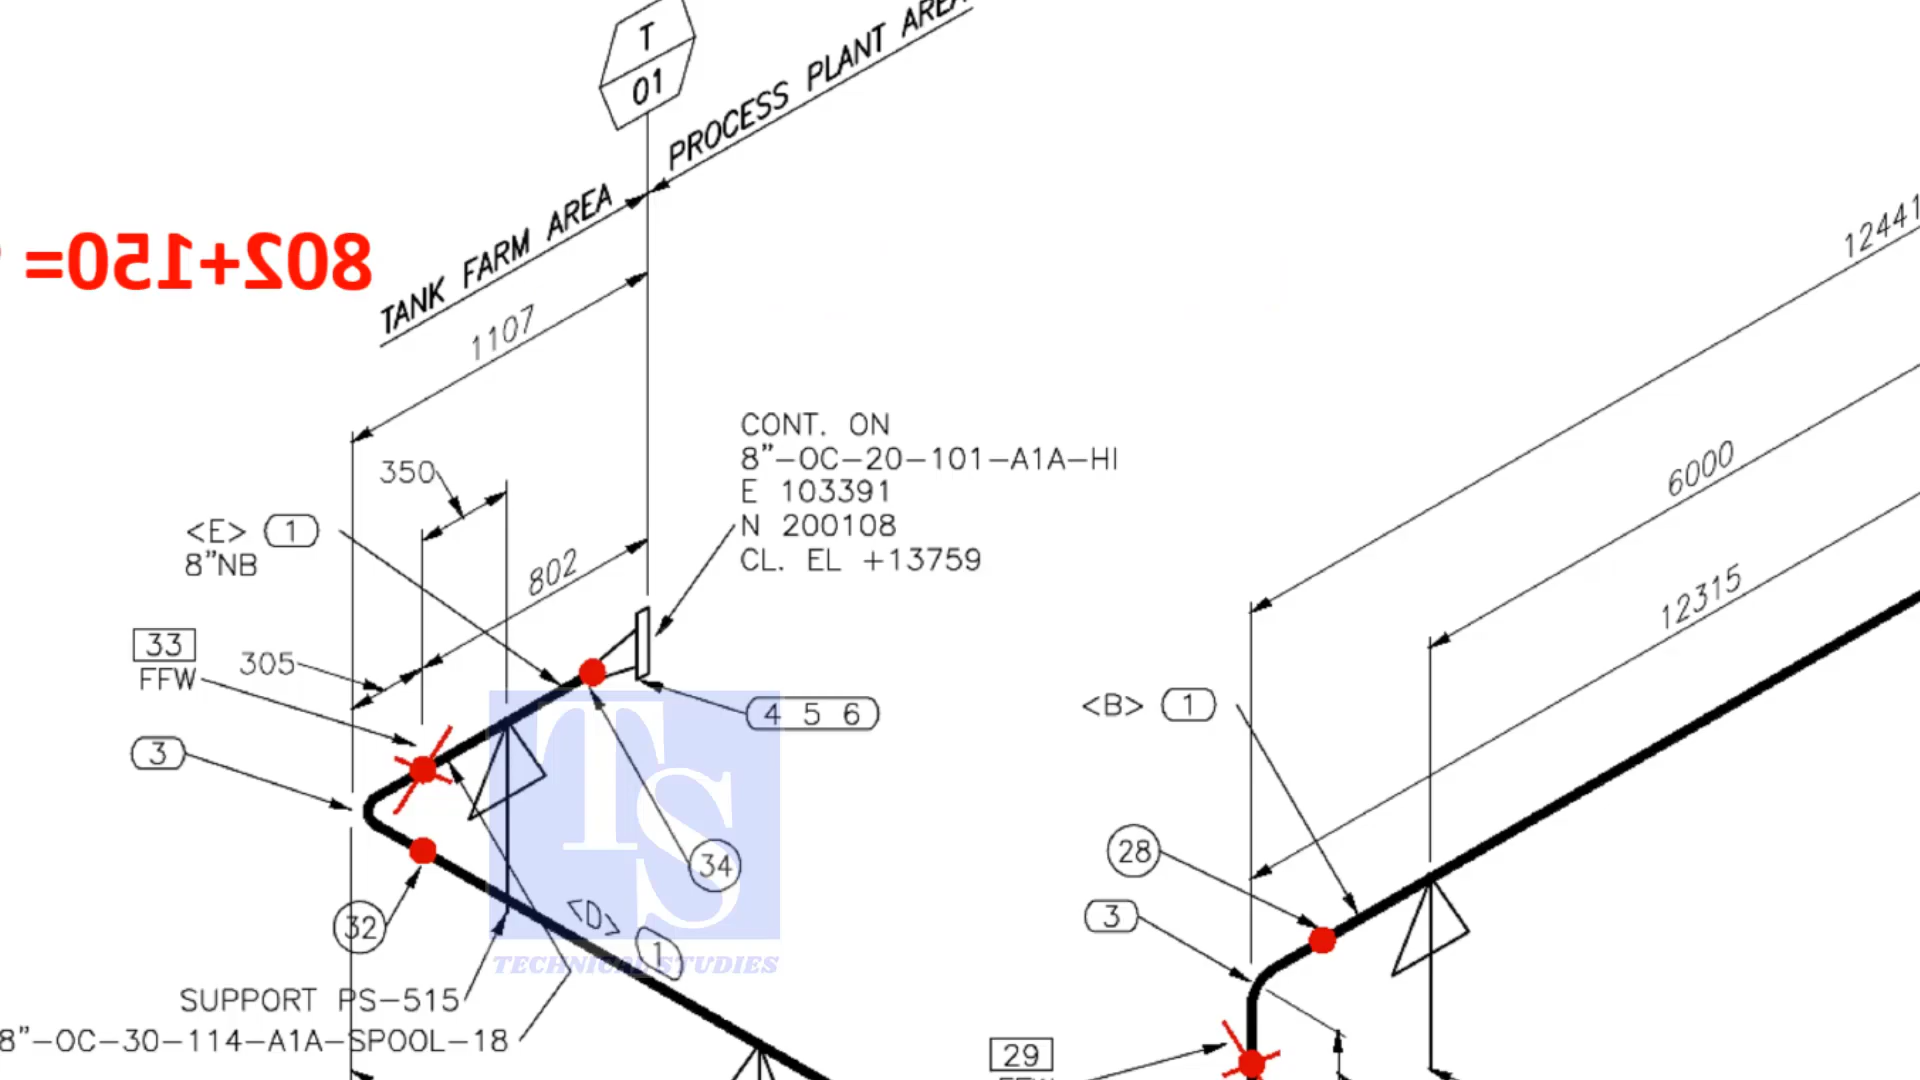 T
01
PROCESS PLANT AREA
TANK FARM AREA
802+150=
1107
12441
CONT. ON
8"-OC-20-101-A1A-HI
E 103391
N 200108
CL. EL +13759
350
<E> 1
8"NB
802
6000
12315
33
FFW
305
3
4 5 6
<B> 1
28
3
34
32
<D> 1
TS
TECHNICAL STUDIES
SUPPORT PS-515
8"-OC-30-114-A1A-SPOOL-18
29